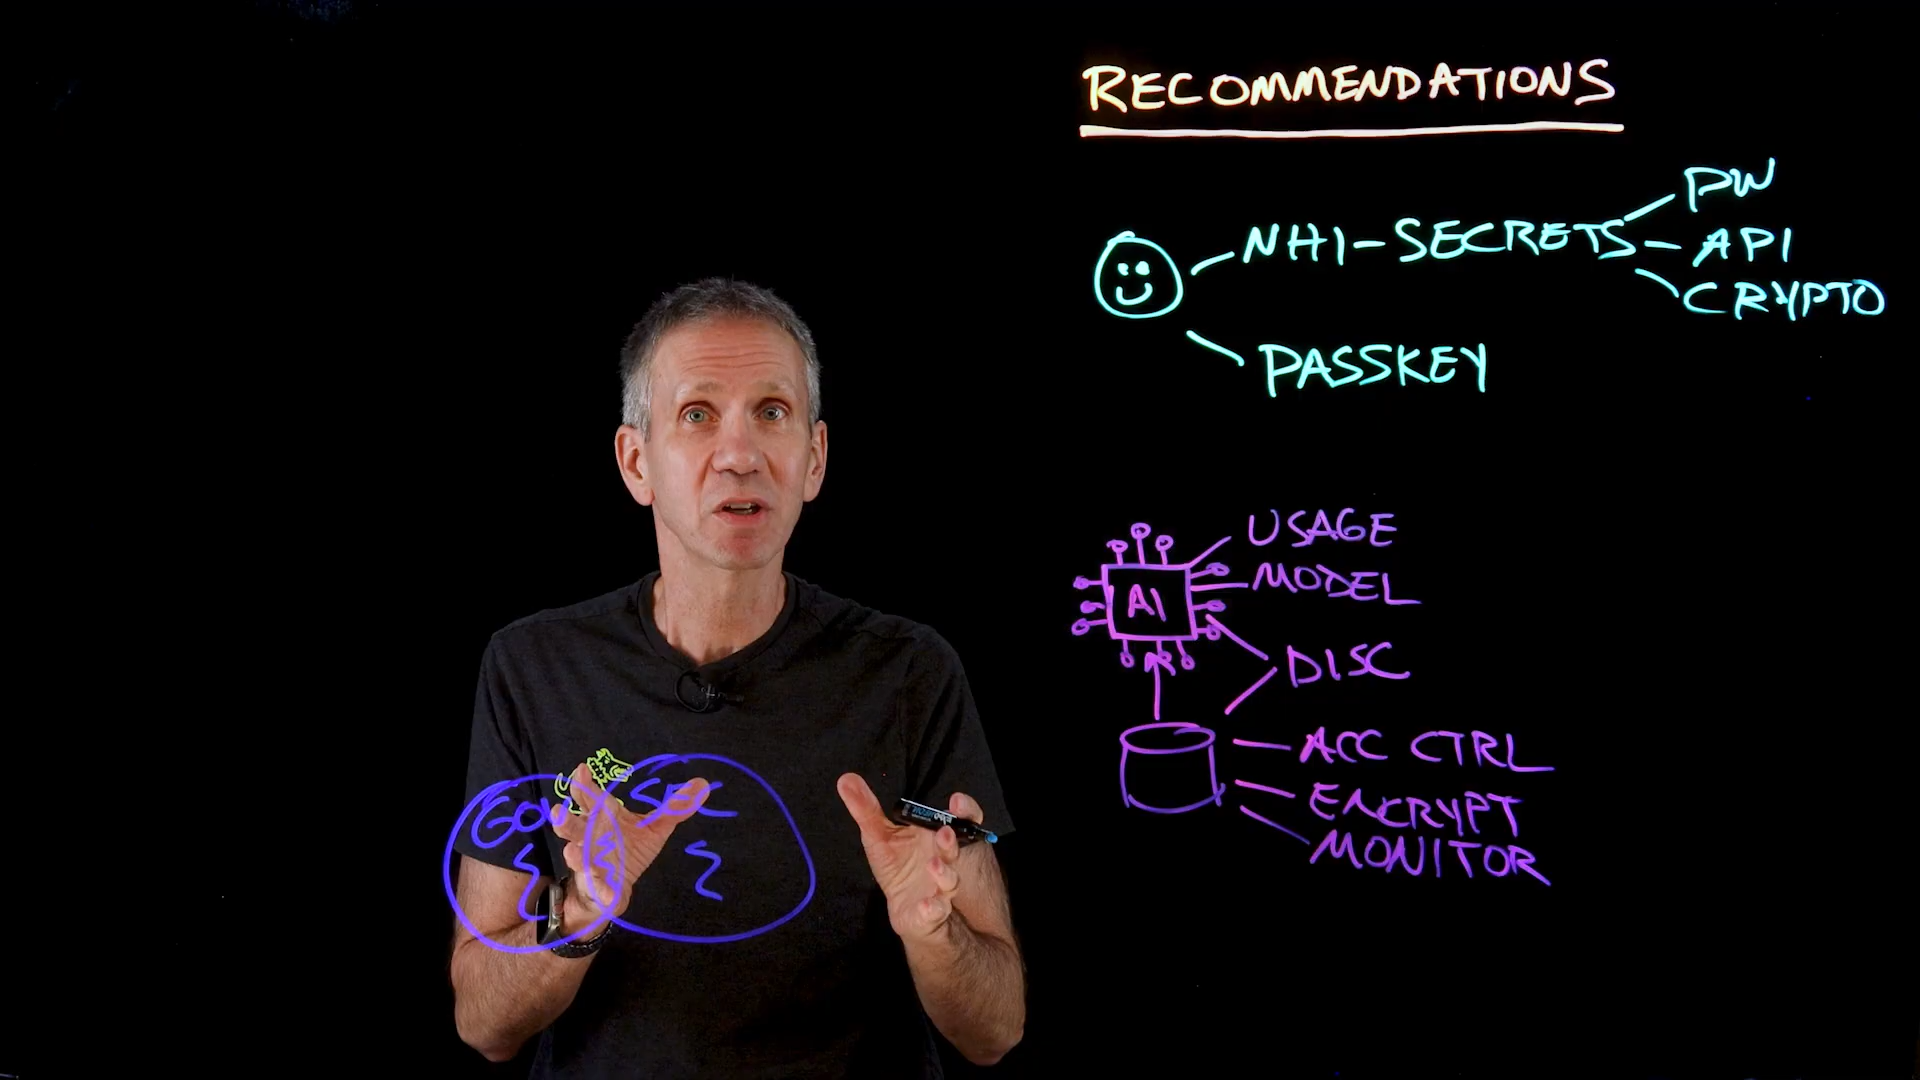 RECOMMENDATIONS
NHI-SECRETS
PW
API
CRYPTO
PASSKEY
AI
USAGE
MODEL
DISC
ACC CTRL
ENCRYPT
MONITOR
GOV
SEC